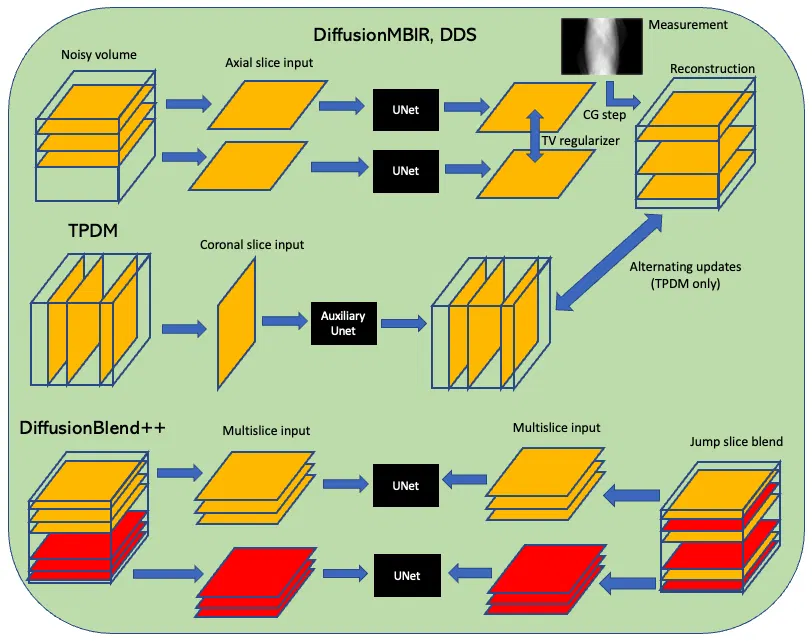 DiffusionMBIR, DDS
Measurement
Noisy volume
Axial slice input
Reconstruction
UNet
CG step
TV regularizer
UNet
TPDM
Coronal slice input
Alternating updates
(TPDM only)
Auxiliary
Unet
DiffusionBlend++
Multislice input
Multislice input
Jump slice blend
UNet
UNet